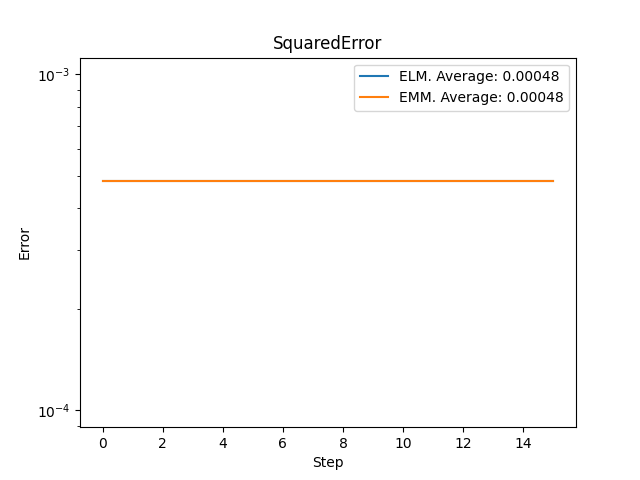 SquaredError
ELM. Average: 0.00048
EMM. Average: 0.00048
10⁻³
Error
10⁻⁴
0 2 4 6 8 10 12 14
Step